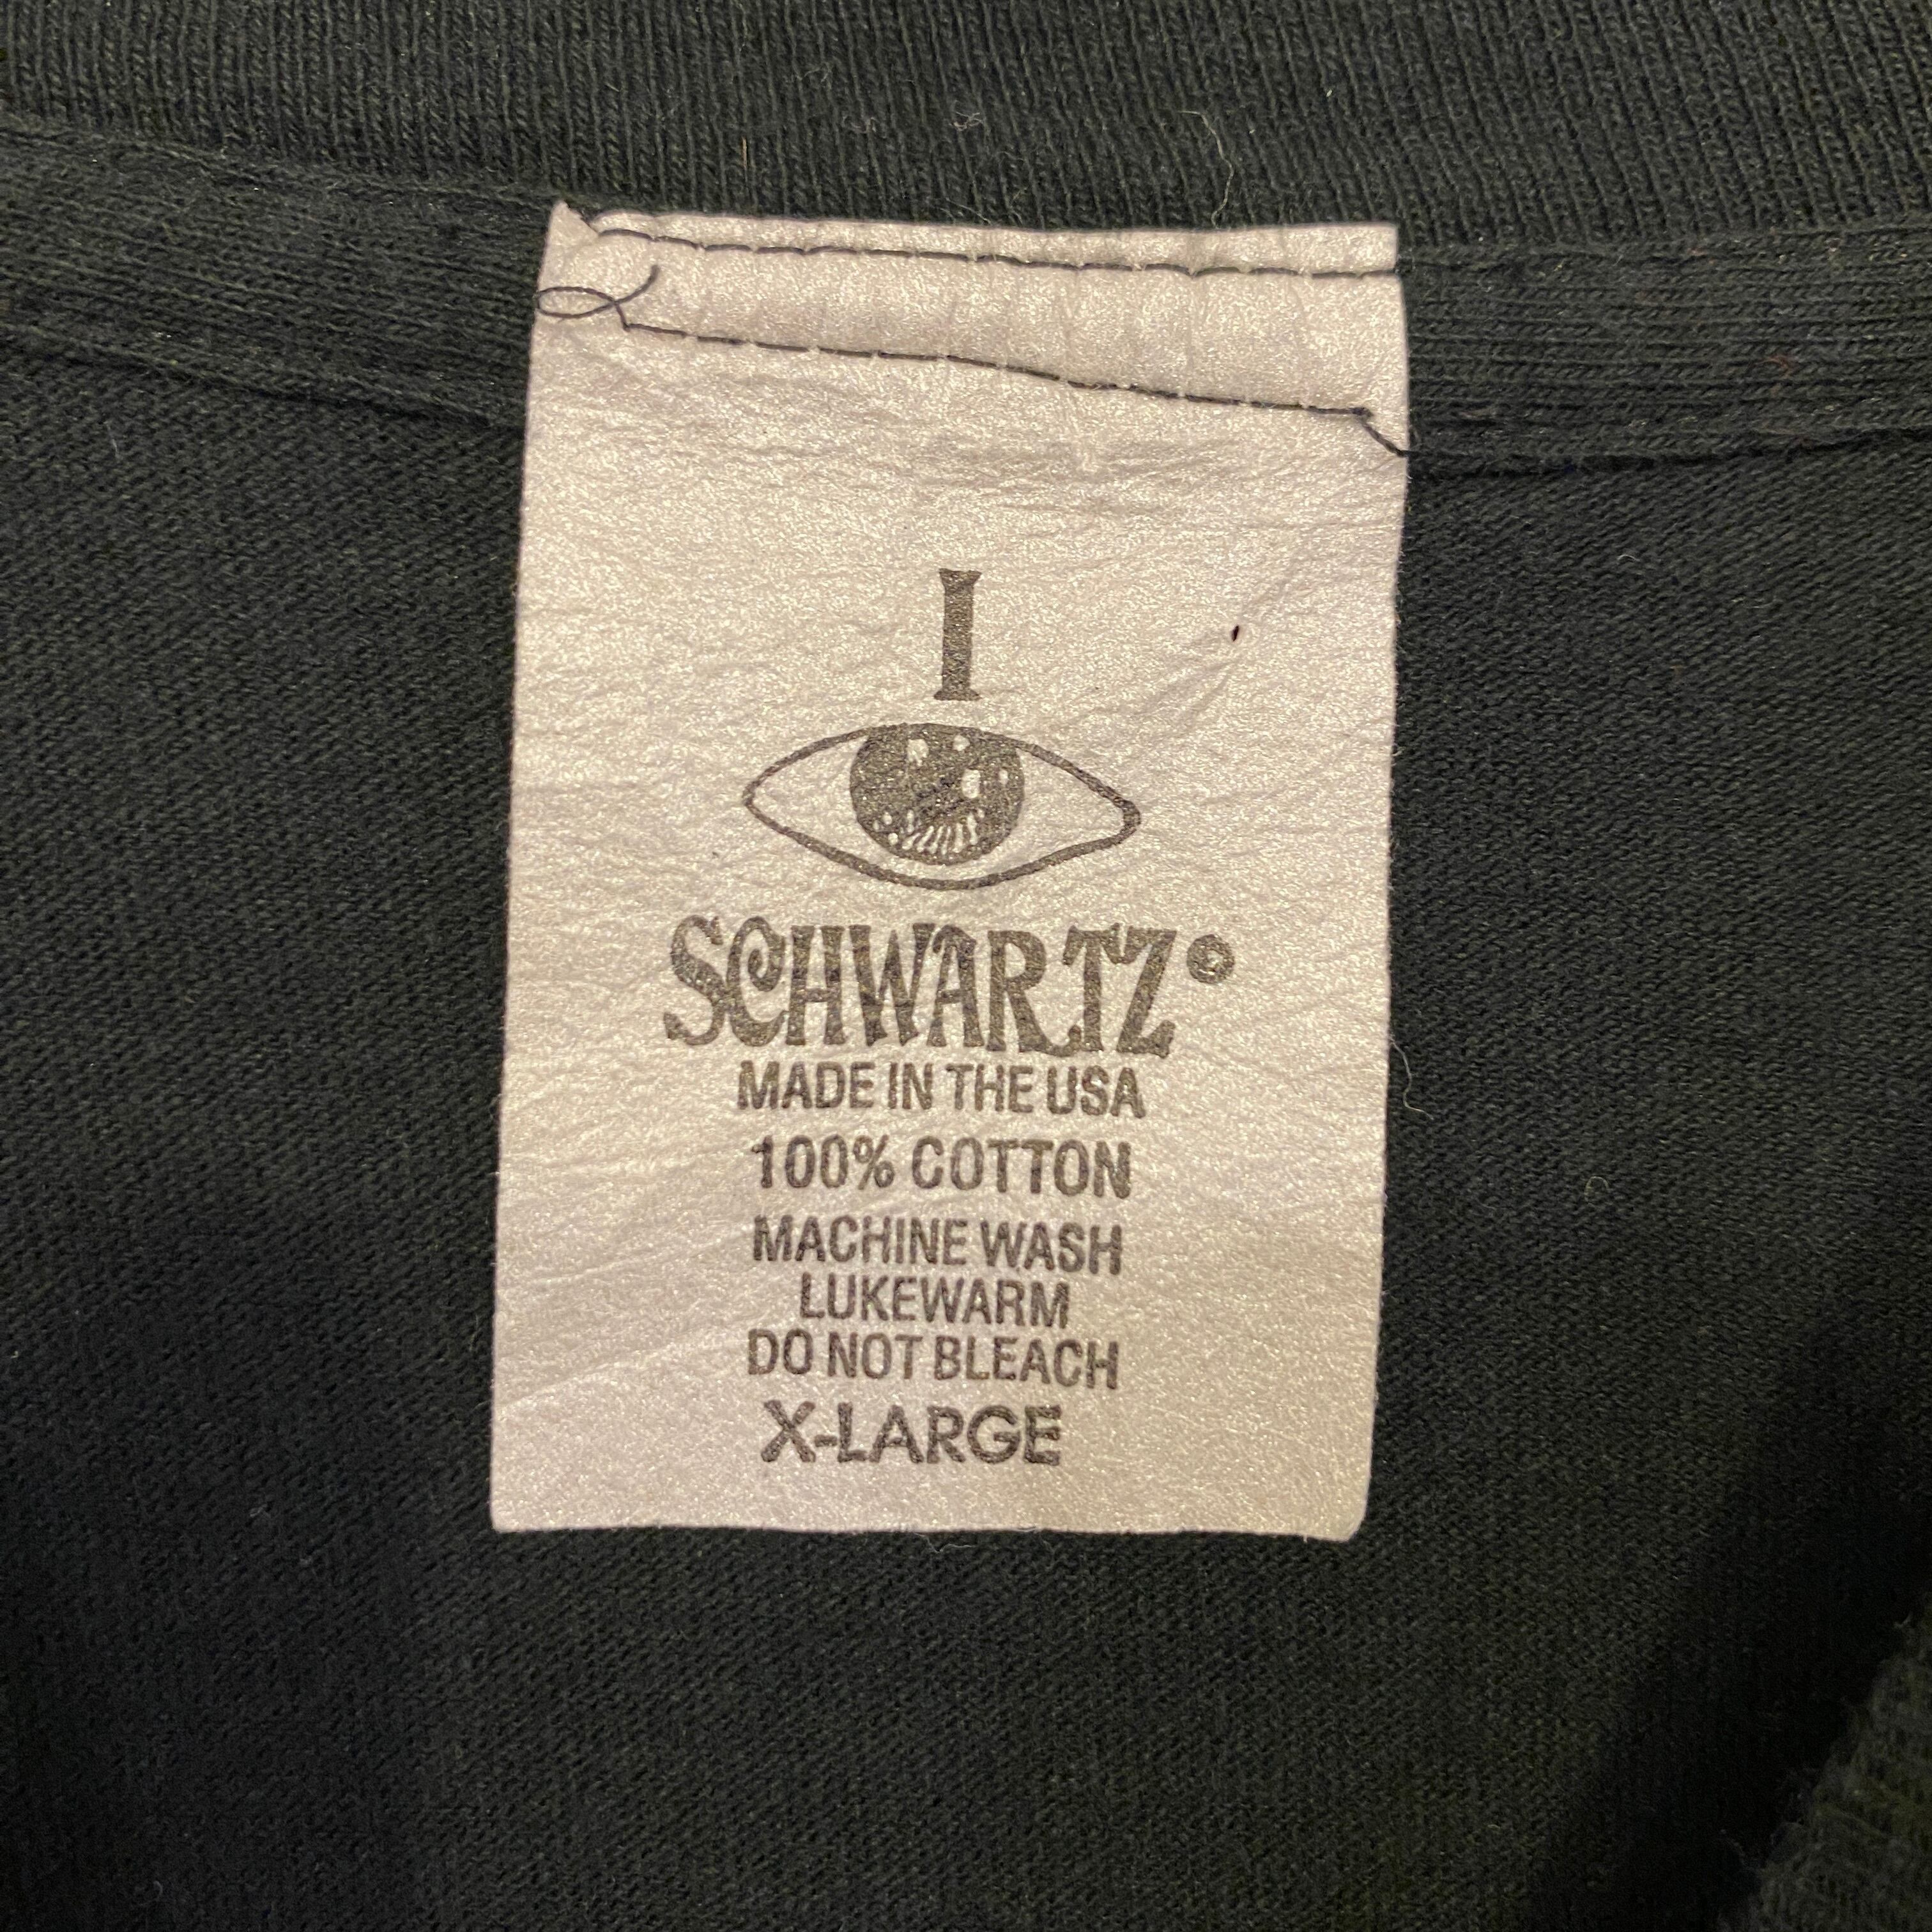 I
SCHWARTZ©
MADE IN THE USA
100% COTTON
MACHINE WASH
LUKEWARM
DO NOT BLEACH
X-LARGE